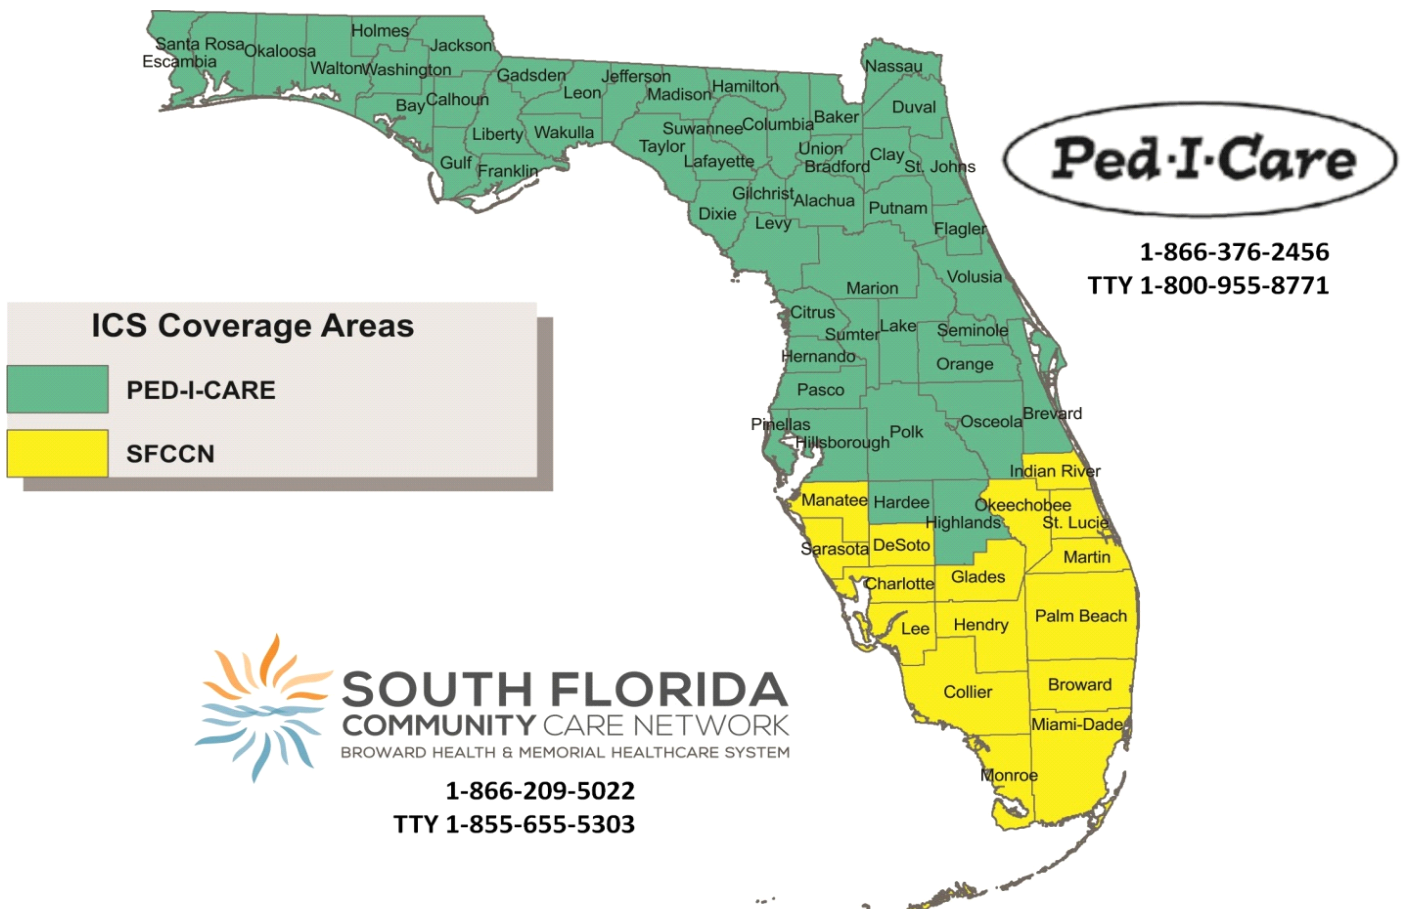 Holmes
Santa Rosa
Okaloosa
Jackson
Escambia
Walton
Washington
Gadsden
Jefferson
Nassau
Leon
Madison
Hamilton
Bay
Calhoun
Duval
Liberty
Wakulla
Suwannee
Columbia
Baker
Taylor
Union
Gulf
Franklin
Lafayette
Bradford
Clay
St. Johns
Ped·I·Care
Gilchrist
Alachua
Dixie
Levy
Putnam
Flagler
1-866-376-2456
TTY 1-800-955-8771
Volusia
Marion
ICS Coverage Areas
Citrus
Sumter
Lake
Seminole
Hernando
Orange
PED-I-CARE
Pasco
Pinellas
Hillsborough
Polk
Osceola
Brevard
SFCCN
Indian River
Manatee
Hardee
Okeechobee
Highlands
St. Lucie
Sarasota
DeSoto
Martin
Charlotte
Glades
Palm Beach
Lee
Hendry
SOUTH FLORIDA
COMMUNITY CARE NETWORK
BROWARD HEALTH & MEMORIAL HEALTHCARE SYSTEM
Collier
Broward
Miami-Dade
Monroe
1-866-209-5022
TTY 1-855-655-5303